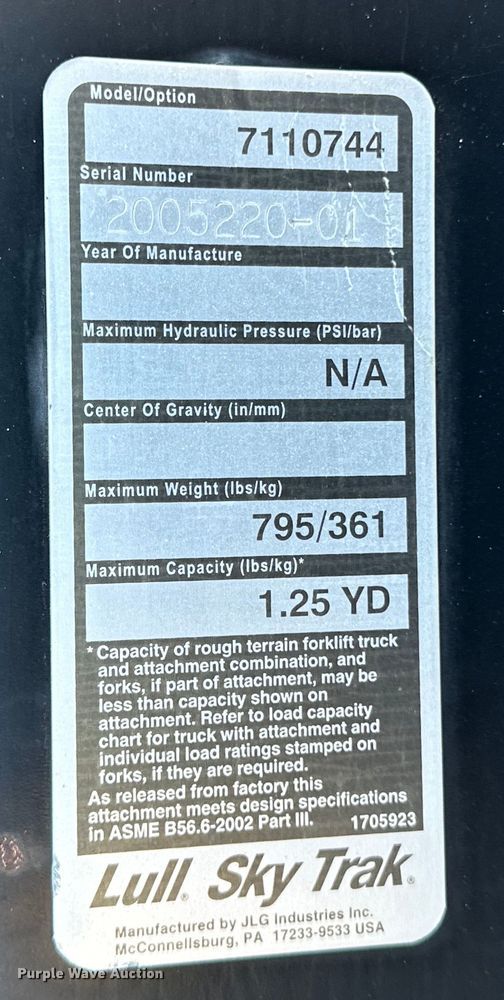 Model/Option
7110744
Serial Number
2005220-01
Year Of Manufacture
Maximum Hydraulic Pressure (PSI/bar)
N/A
Center Of Gravity (in/mm)
Maximum Weight (lbs/kg)
795/361
Maximum Capacity (lbs/kg)*
1.25 YD
* Capacity of rough terrain forklift truck
and attachment combination, and
forks, if part of attachment, may be
less than capacity shown on
attachment. Refer to load capacity
chart for truck with attachment and
individual load ratings stamped on
forks, if they are required.
As released from factory this
attachment meets design specifications
in ASME B56.6-2002 Part III. 1705923
Lull® Sky Trak®
Manufactured by JLG Industries Inc.
McConnellsburg, PA 17233-9533 USA
Purple Wave Auction